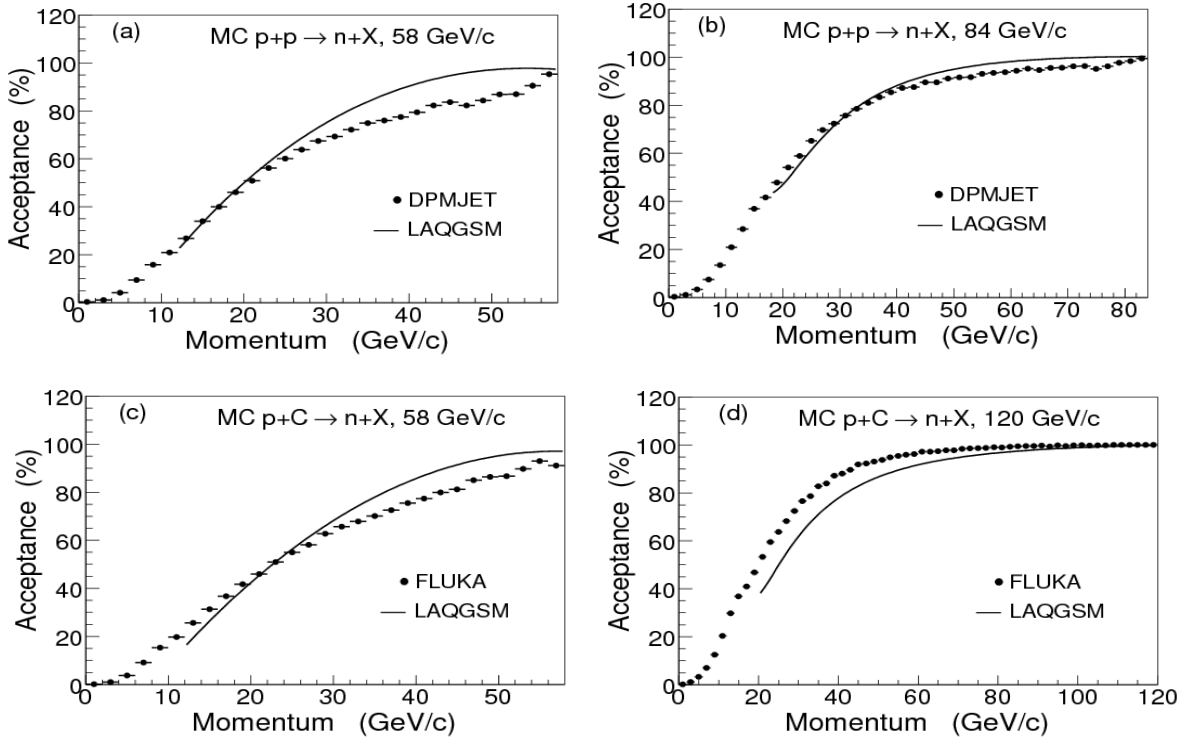 (a) MC p+p → n+X, 58 GeV/c
Acceptance (%)
120
100
80
60
40
20
0
DPMJET
LAQGSM
0 10 20 30 40 50
Momentum (GeV/c)
(b) MC p+p → n+X, 84 GeV/c
Acceptance (%)
120
100
80
60
40
20
0
DPMJET
LAQGSM
0 10 20 30 40 50 60 70 80
Momentum (GeV/c)
(c) MC p+C → n+X, 58 GeV/c
Acceptance (%)
120
100
80
60
40
20
0
FLUKA
LAQGSM
0 10 20 30 40 50
Momentum (GeV/c)
(d) MC p+C → n+X, 120 GeV/c
Acceptance (%)
120
100
80
60
40
20
0
FLUKA
LAQGSM
0 20 40 60 80 100 120
Momentum (GeV/c)